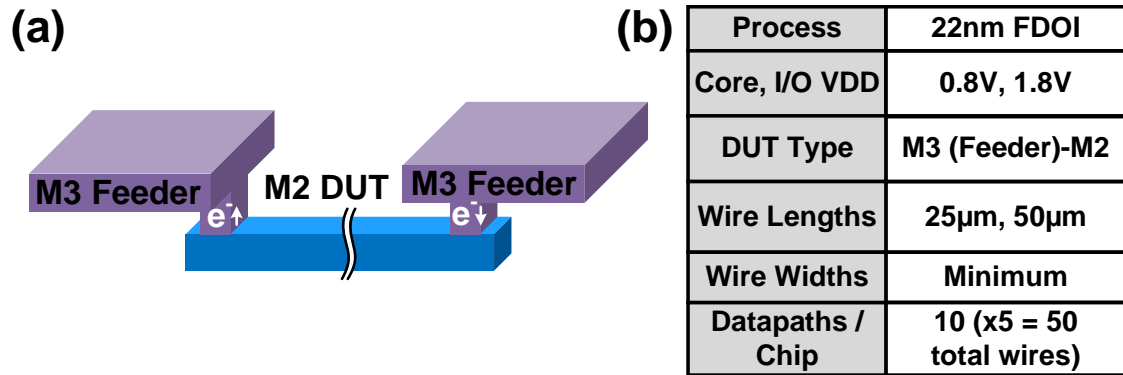 (a)
M3 Feeder
M2 DUT
M3 Feeder
e-
e-
(b)
Process 22nm FDOI
Core, I/O VDD 0.8V, 1.8V
DUT Type M3 (Feeder)-M2
Wire Lengths 25µm, 50µm
Wire Widths Minimum
Datapaths / Chip 10 (x5 = 50
total wires)